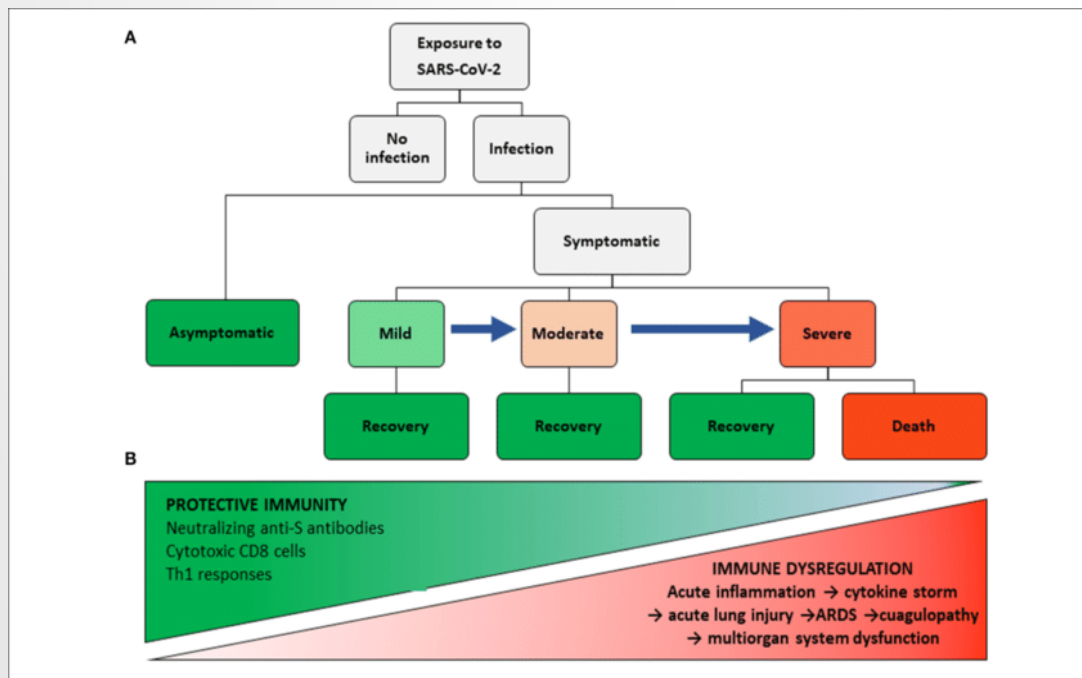 A
Exposure to
SARS-CoV-2
No
infection
Infection
Symptomatic
Asymptomatic
Mild
Moderate
Severe
Recovery
Recovery
Recovery
Death
B
PROTECTIVE IMMUNITY
Neutralizing anti-S antibodies
Cytotoxic CD8 cells
Th1 responses
IMMUNE DYSREGULATION
Acute inflammation → cytokine storm
→ acute lung injury →ARDS →cuagulopathy
→ multiorgan system dysfunction